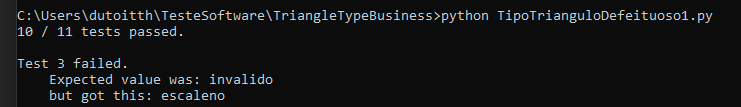 C:\Users\dutoitth\TesteSoftware\TriangleTypeBusiness>python TipoTrianguloDefeituoso1.py
10 / 11 tests passed.
Test 3 failed.
Expected value was: invalido
but got this: escaleno